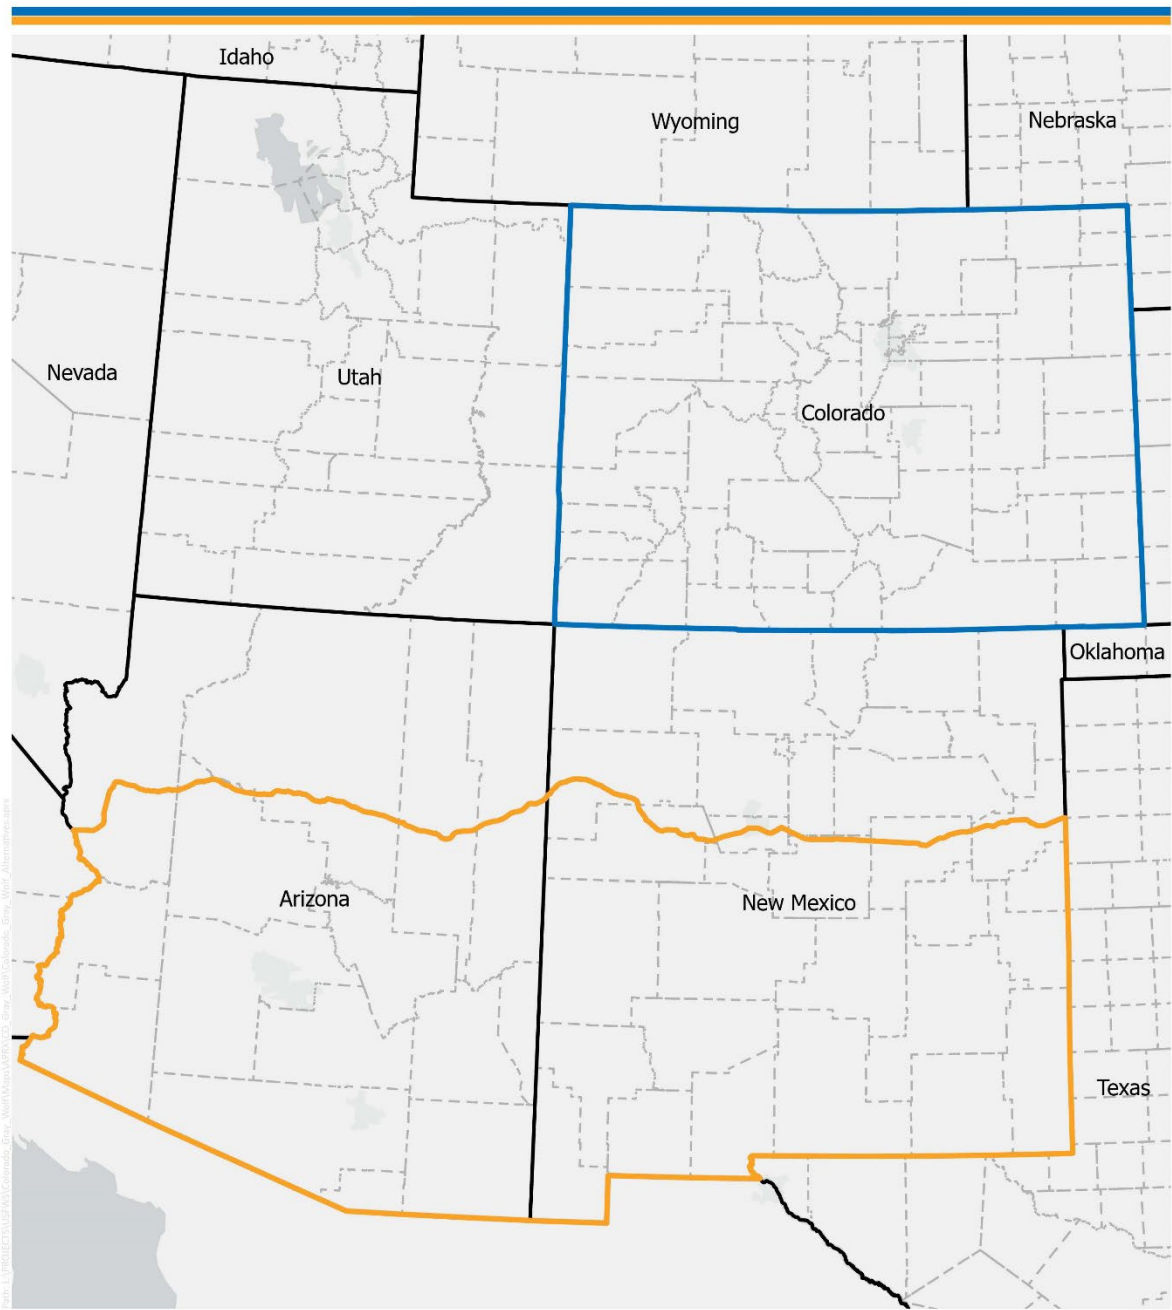 Idaho
Wyoming
Nebraska
Nevada
Utah
Colorado
Oklahoma
Arizona
New Mexico
Texas